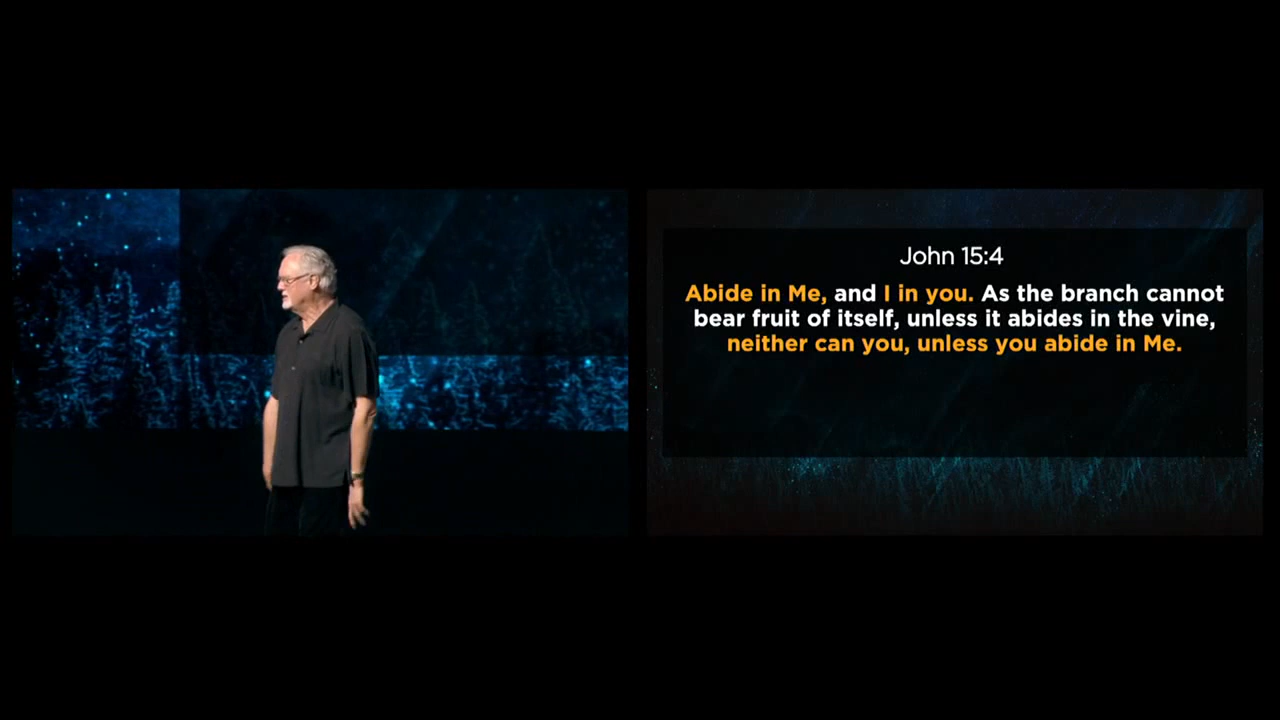 John 15:4
Abide in Me, and I in you. As the branch cannot
bear fruit of itself, unless it abides in the vine,
neither can you, unless you abide in Me.